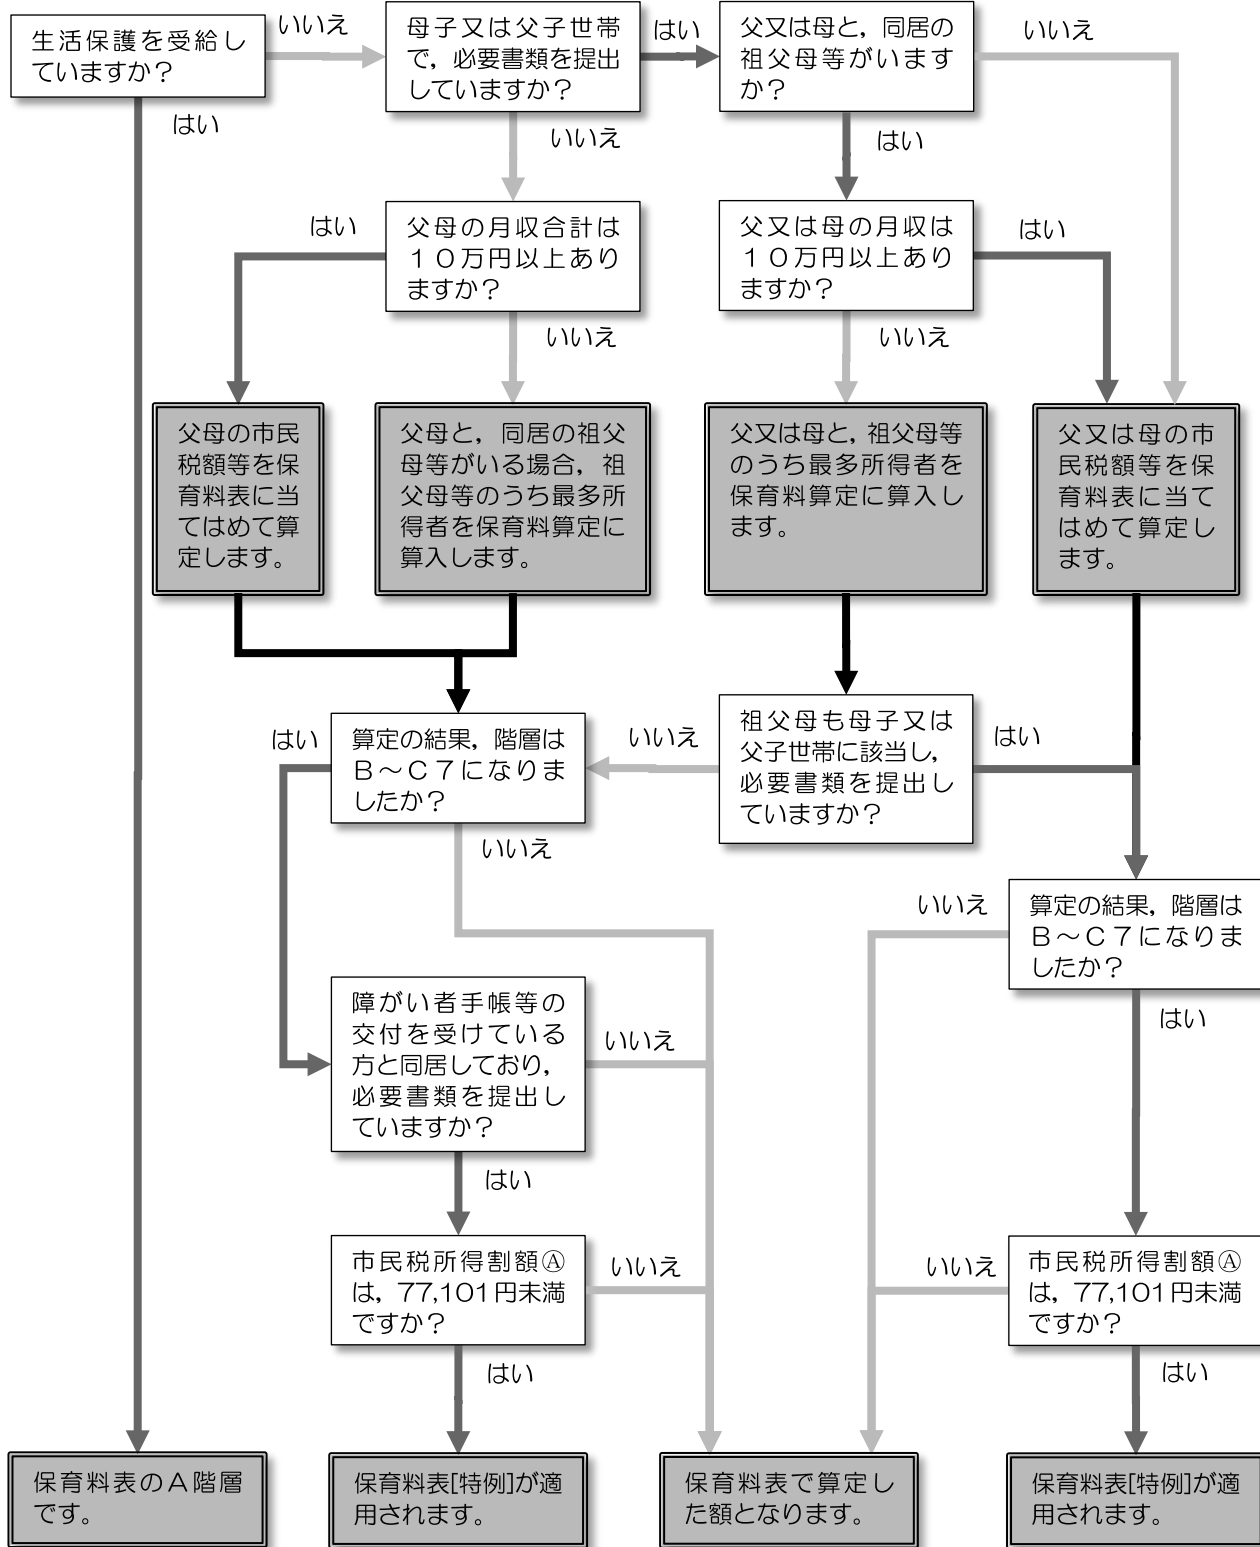 生活保護を受給し
ていますか？
いいえ
母子又は父子世帯
で，必要書類を提出
していますか？
はい
父又は母と，同居の
祖父母等がいます
か？
いいえ
はい
いいえ
はい
はい
父母の月収合計は
１０万円以上あり
ますか？
父又は母の月収は
１０万円以上あり
ますか？
はい
いいえ
いいえ
父母の市民
税額等を保
育料表に当
てはめて算
定します。
父母と，同居の祖父
母等がいる場合，祖
父母等のうち最多所
得者を保育料算定に
算入します。
父又は母と，祖父母等
のうち最多所得者を
保育料算定に算入し
ます。
父又は母の市
民税額等を保
育料表に当て
はめて算定し
ます。
はい
算定の結果，階層は
Ｂ～Ｃ７になりま
したか？
いいえ
祖父母も母子又は
父子世帯に該当し，
必要書類を提出し
ていますか？
はい
いいえ
いいえ
算定の結果，階層は
Ｂ～Ｃ７になりま
したか？
はい
障がい者手帳等の
交付を受けている
方と同居しており，
必要書類を提出し
ていますか？
いいえ
はい
市民税所得割額Ⓐ
は，77,101円未満
ですか？
いいえ
いいえ
市民税所得割額Ⓐ
は，77,101円未満
ですか？
はい
はい
保育料表のＡ階層
です。
保育料表[特例]が適
用されます。
保育料表で算定し
た額となります。
保育料表[特例]が適
用されます。